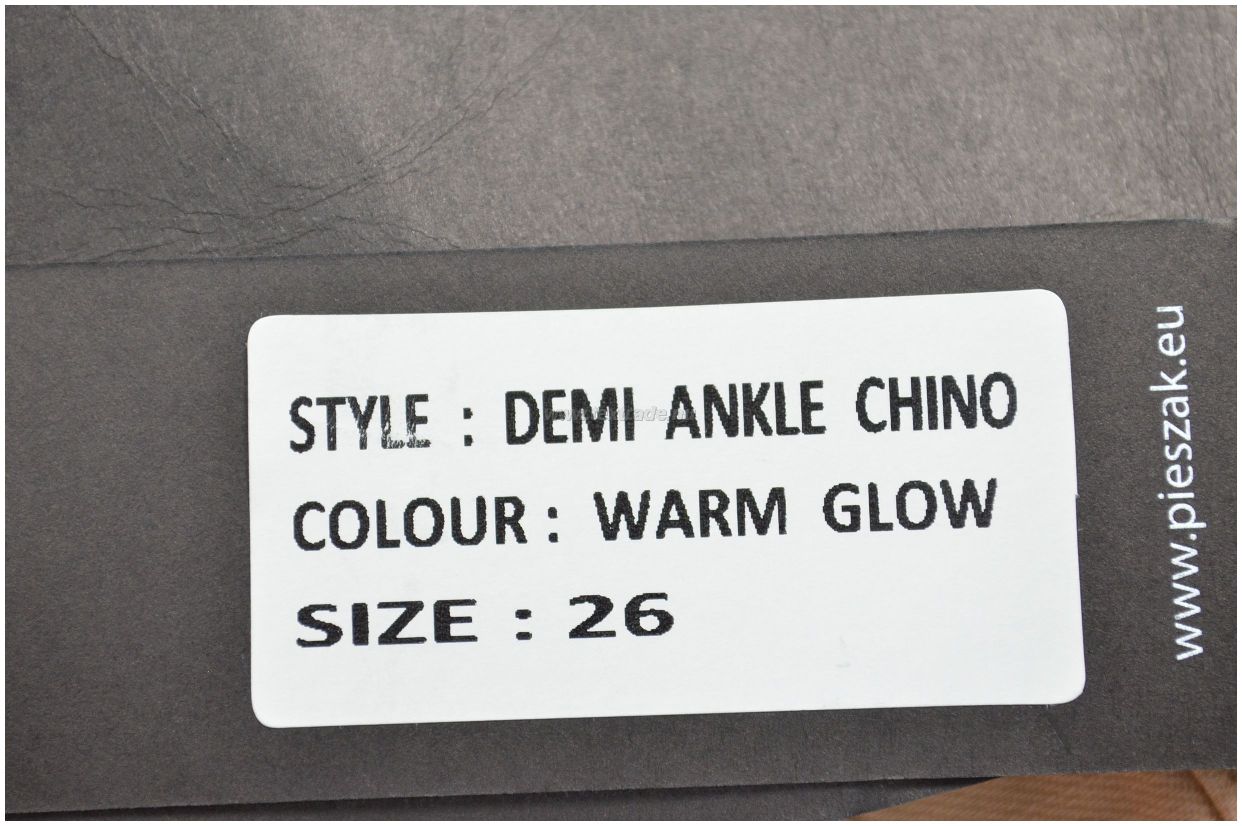 STYLE : DEMI ANKLE CHINO
COLOUR : WARM GLOW
SIZE : 26
www.pieszak.eu